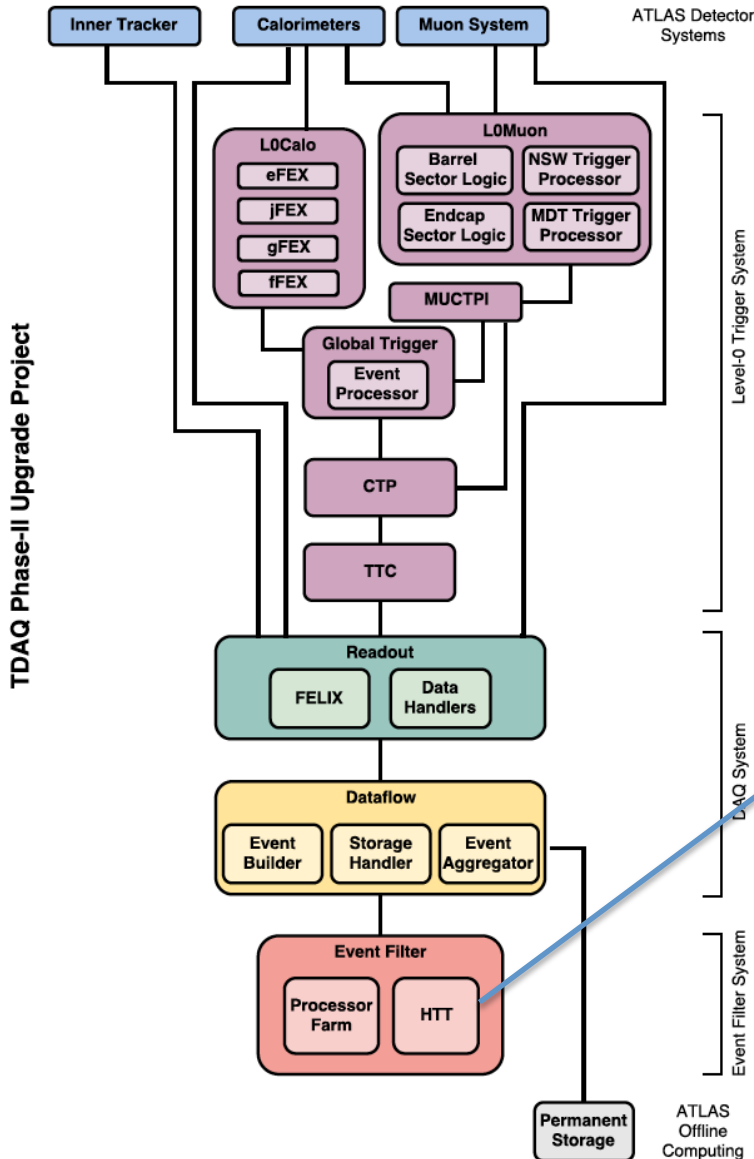 Inner Tracker
Calorimeters
Muon System
ATLAS Detector
Systems
L0Calo
eFEX
jFEX
gFEX
fFEX
L0Muon
Barrel
Sector Logic
NSW Trigger
Processor
Endcap
Sector Logic
MDT Trigger
Processor
MUCTPI
Global Trigger
Event
Processor
CTP
TTC
Level-0 Trigger System
TDAQ Phase-II Upgrade Project
Readout
FELIX
Data
Handlers
Dataflow
Event
Builder
Storage
Handler
Event
Aggregator
DAQ System
Event Filter
Processor
Farm
HTT
Event Filter System
Permanent
Storage
ATLAS
Offline
Computing